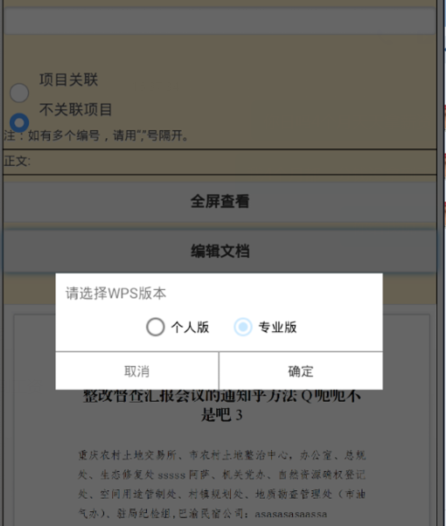 项目关联
不关联项目
注：如有多个编号，请用","号隔开。
正文:
全屏查看
编辑文档
请选择WPS版本
个人版
专业版
取消
确定
整改督查汇报会议的通知乎方法 Q 呃呃不
是吧 3
重庆农村土地交易所、市农村土地整治中心，办公室、总规
处、生态修复处 sssss 阿萨、机关党办、自然资源确权登记
处、空间用途管制处、村镇规划处、地质勘查管理处（市油
气办）、驻局纪检组,巴渝民宿公司：asasasasaassa